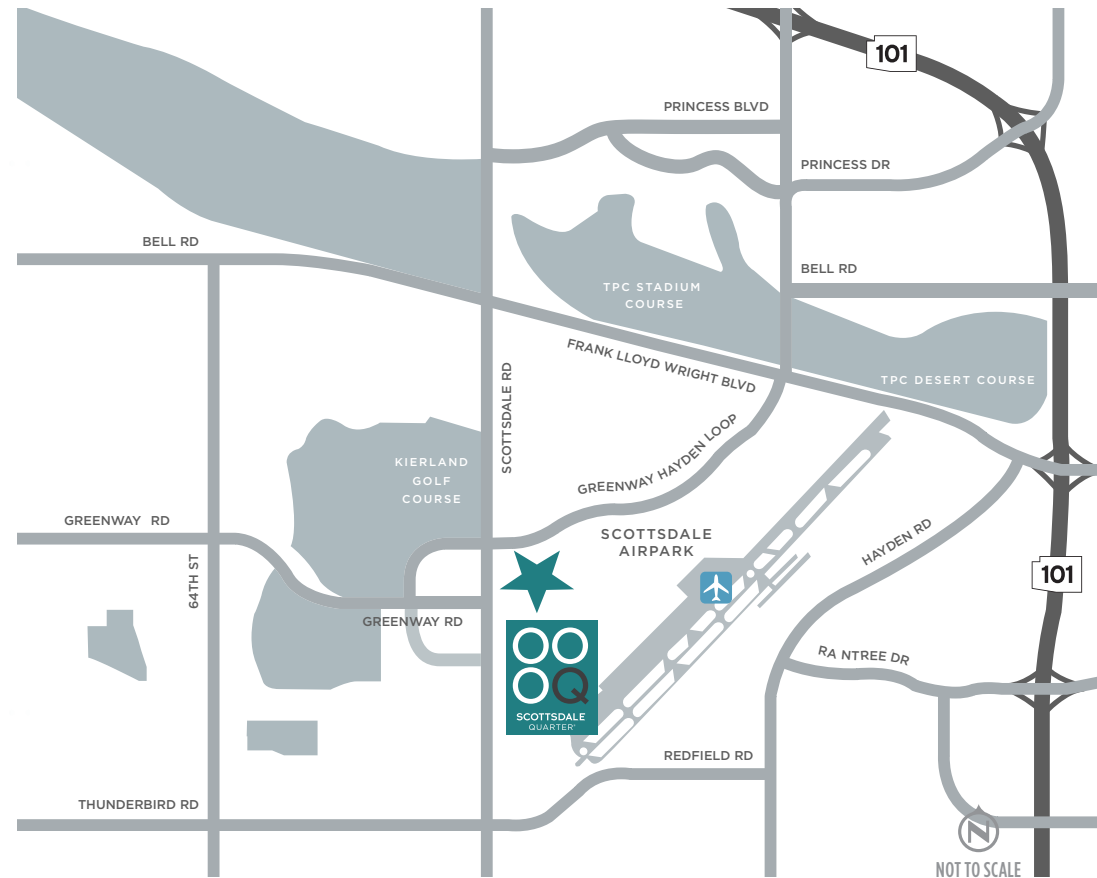 101
PRINCESS BLVD
PRINCESS DR
BELL RD
BELL RD
TPC STADIUM
COURSE
FRANK LLOYD WRIGHT BLVD
TPC DESERT COURSE
SCOTTSDALE RD
GREENWAY HAYDEN LOOP
KIERLAND
GOLF
COURSE
GREENWAY RD
SCOTTSDALE
AIRPARK
HAYDEN RD
101
64TH ST
GREENWAY RD
RA NTREE DR
Q
SCOTTSDALE
QUARTER
REDFIELD RD
THUNDERBIRD RD
N
NOT TO SCALE